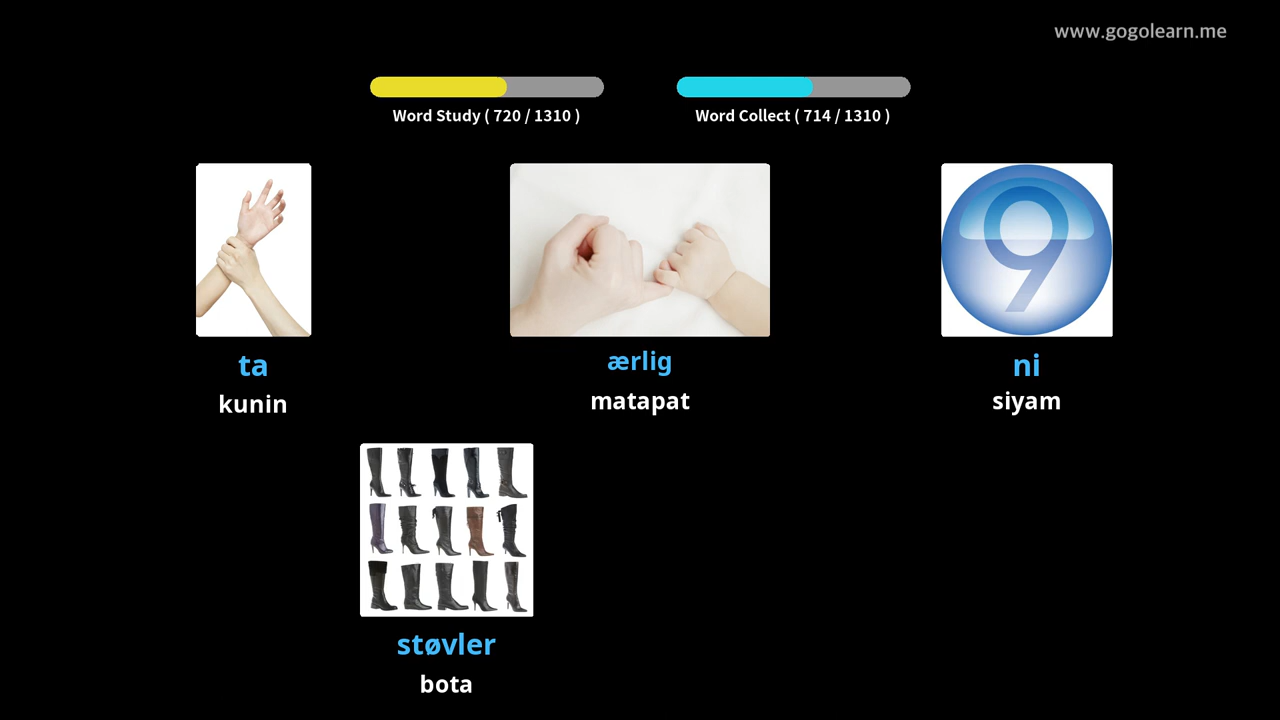 www.gogolearn.me
Word Study ( 720 / 1310 )
Word Collect ( 714 / 1310 )
9
ta
kunin
ærlig
matapat
ni
siyam
støvler
bota